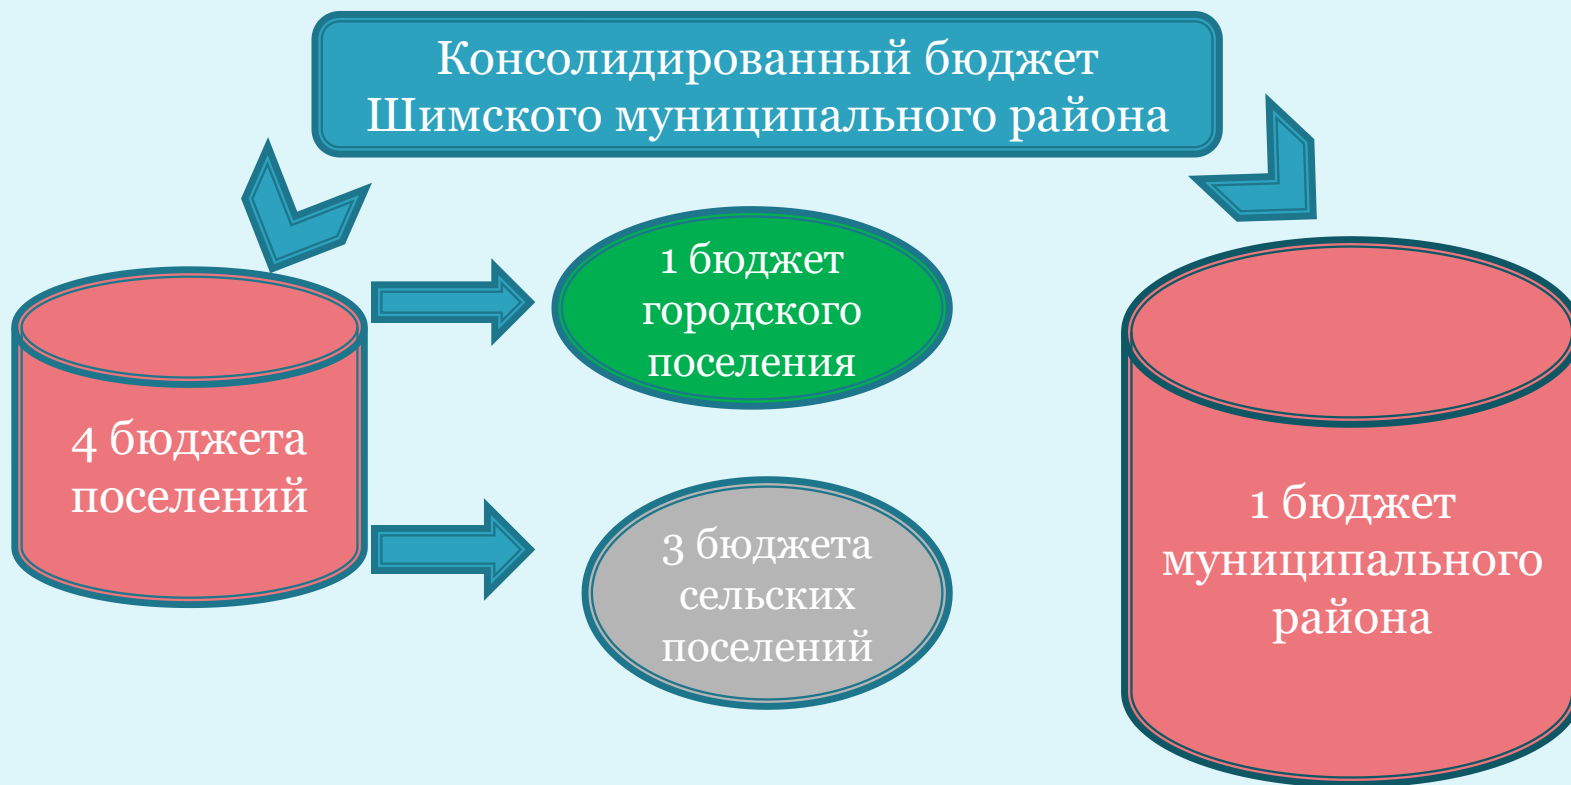 Консолидированный бюджет
Шимского муниципального района
1 бюджет
городского
поселения
4 бюджета
поселений
3 бюджета
сельских
поселений
1 бюджет
муниципального
района